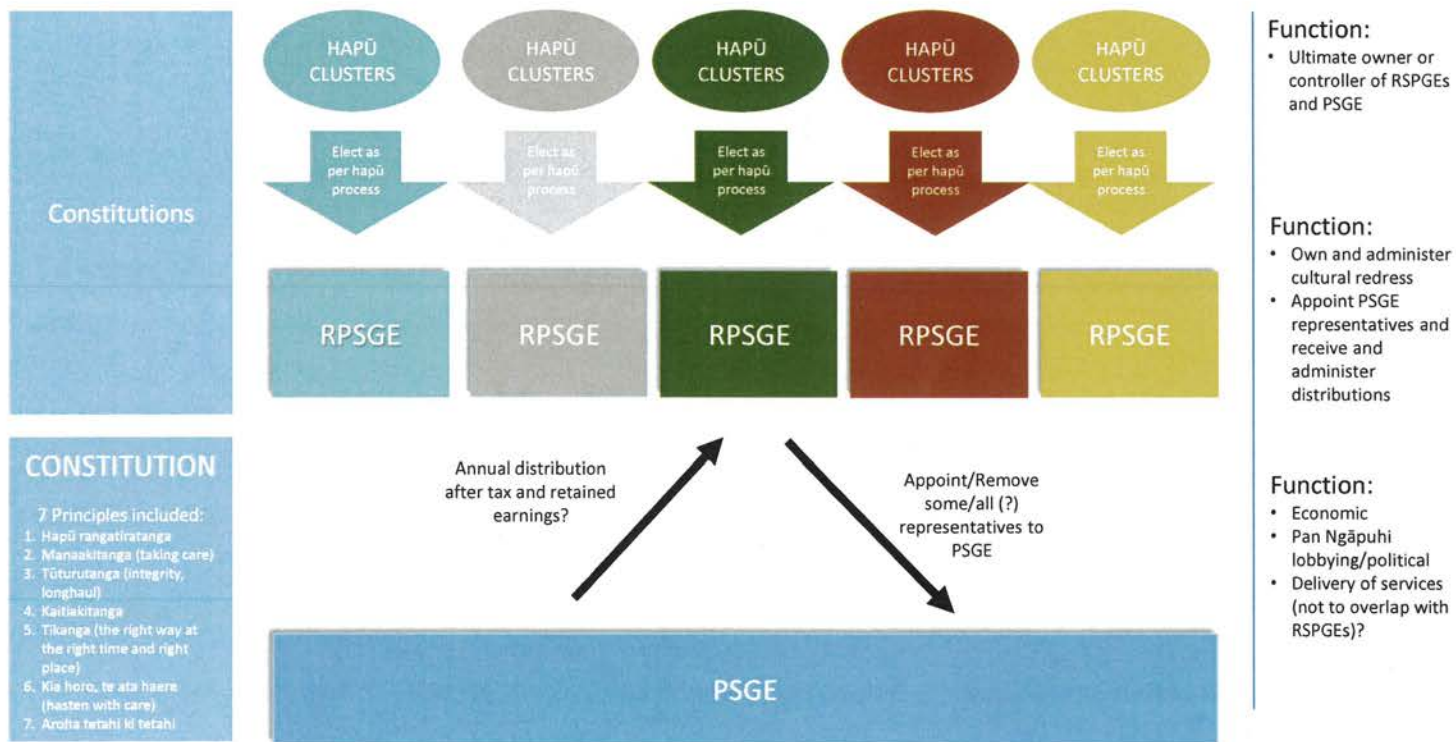 Constitutions
CONSTITUTION
7 Principles included:
1. Hapū rangatiratanga
2. Manaakitanga (taking care)
3. Tūturutanga (integrity,
longhaul)
4. Kaitiakitanga
5. Tikanga (the right way at
the right time and right
place)
6. Kia horo, te ata haere
(hasten with care)
7. Aroha tetahi ki tetahi
HAPŪ
CLUSTERS
HAPŪ
CLUSTERS
HAPŪ
CLUSTERS
HAPŪ
CLUSTERS
HAPŪ
CLUSTERS
Elect as
per hapū
process
Elect as
per hapū
process
Elect as
per hapū
process
Elect as
per hapū
process
Elect as
per hapū
process
RPSGE
RPSGE
RPSGE
RPSGE
RPSGE
Annual distribution
after tax and retained
earnings?
Appoint/Remove
some/all (?)
representatives to
PSGE
PSGE
Function:
• Ultimate owner or
controller of RSPGEs
and PSGE
Function:
• Own and administer
cultural redress
• Appoint PSGE
representatives and
receive and
administer
distributions
Function:
• Economic
• Pan Ngāpuhi
lobbying/political
• Delivery of services
(not to overlap with
RSPGEs)?